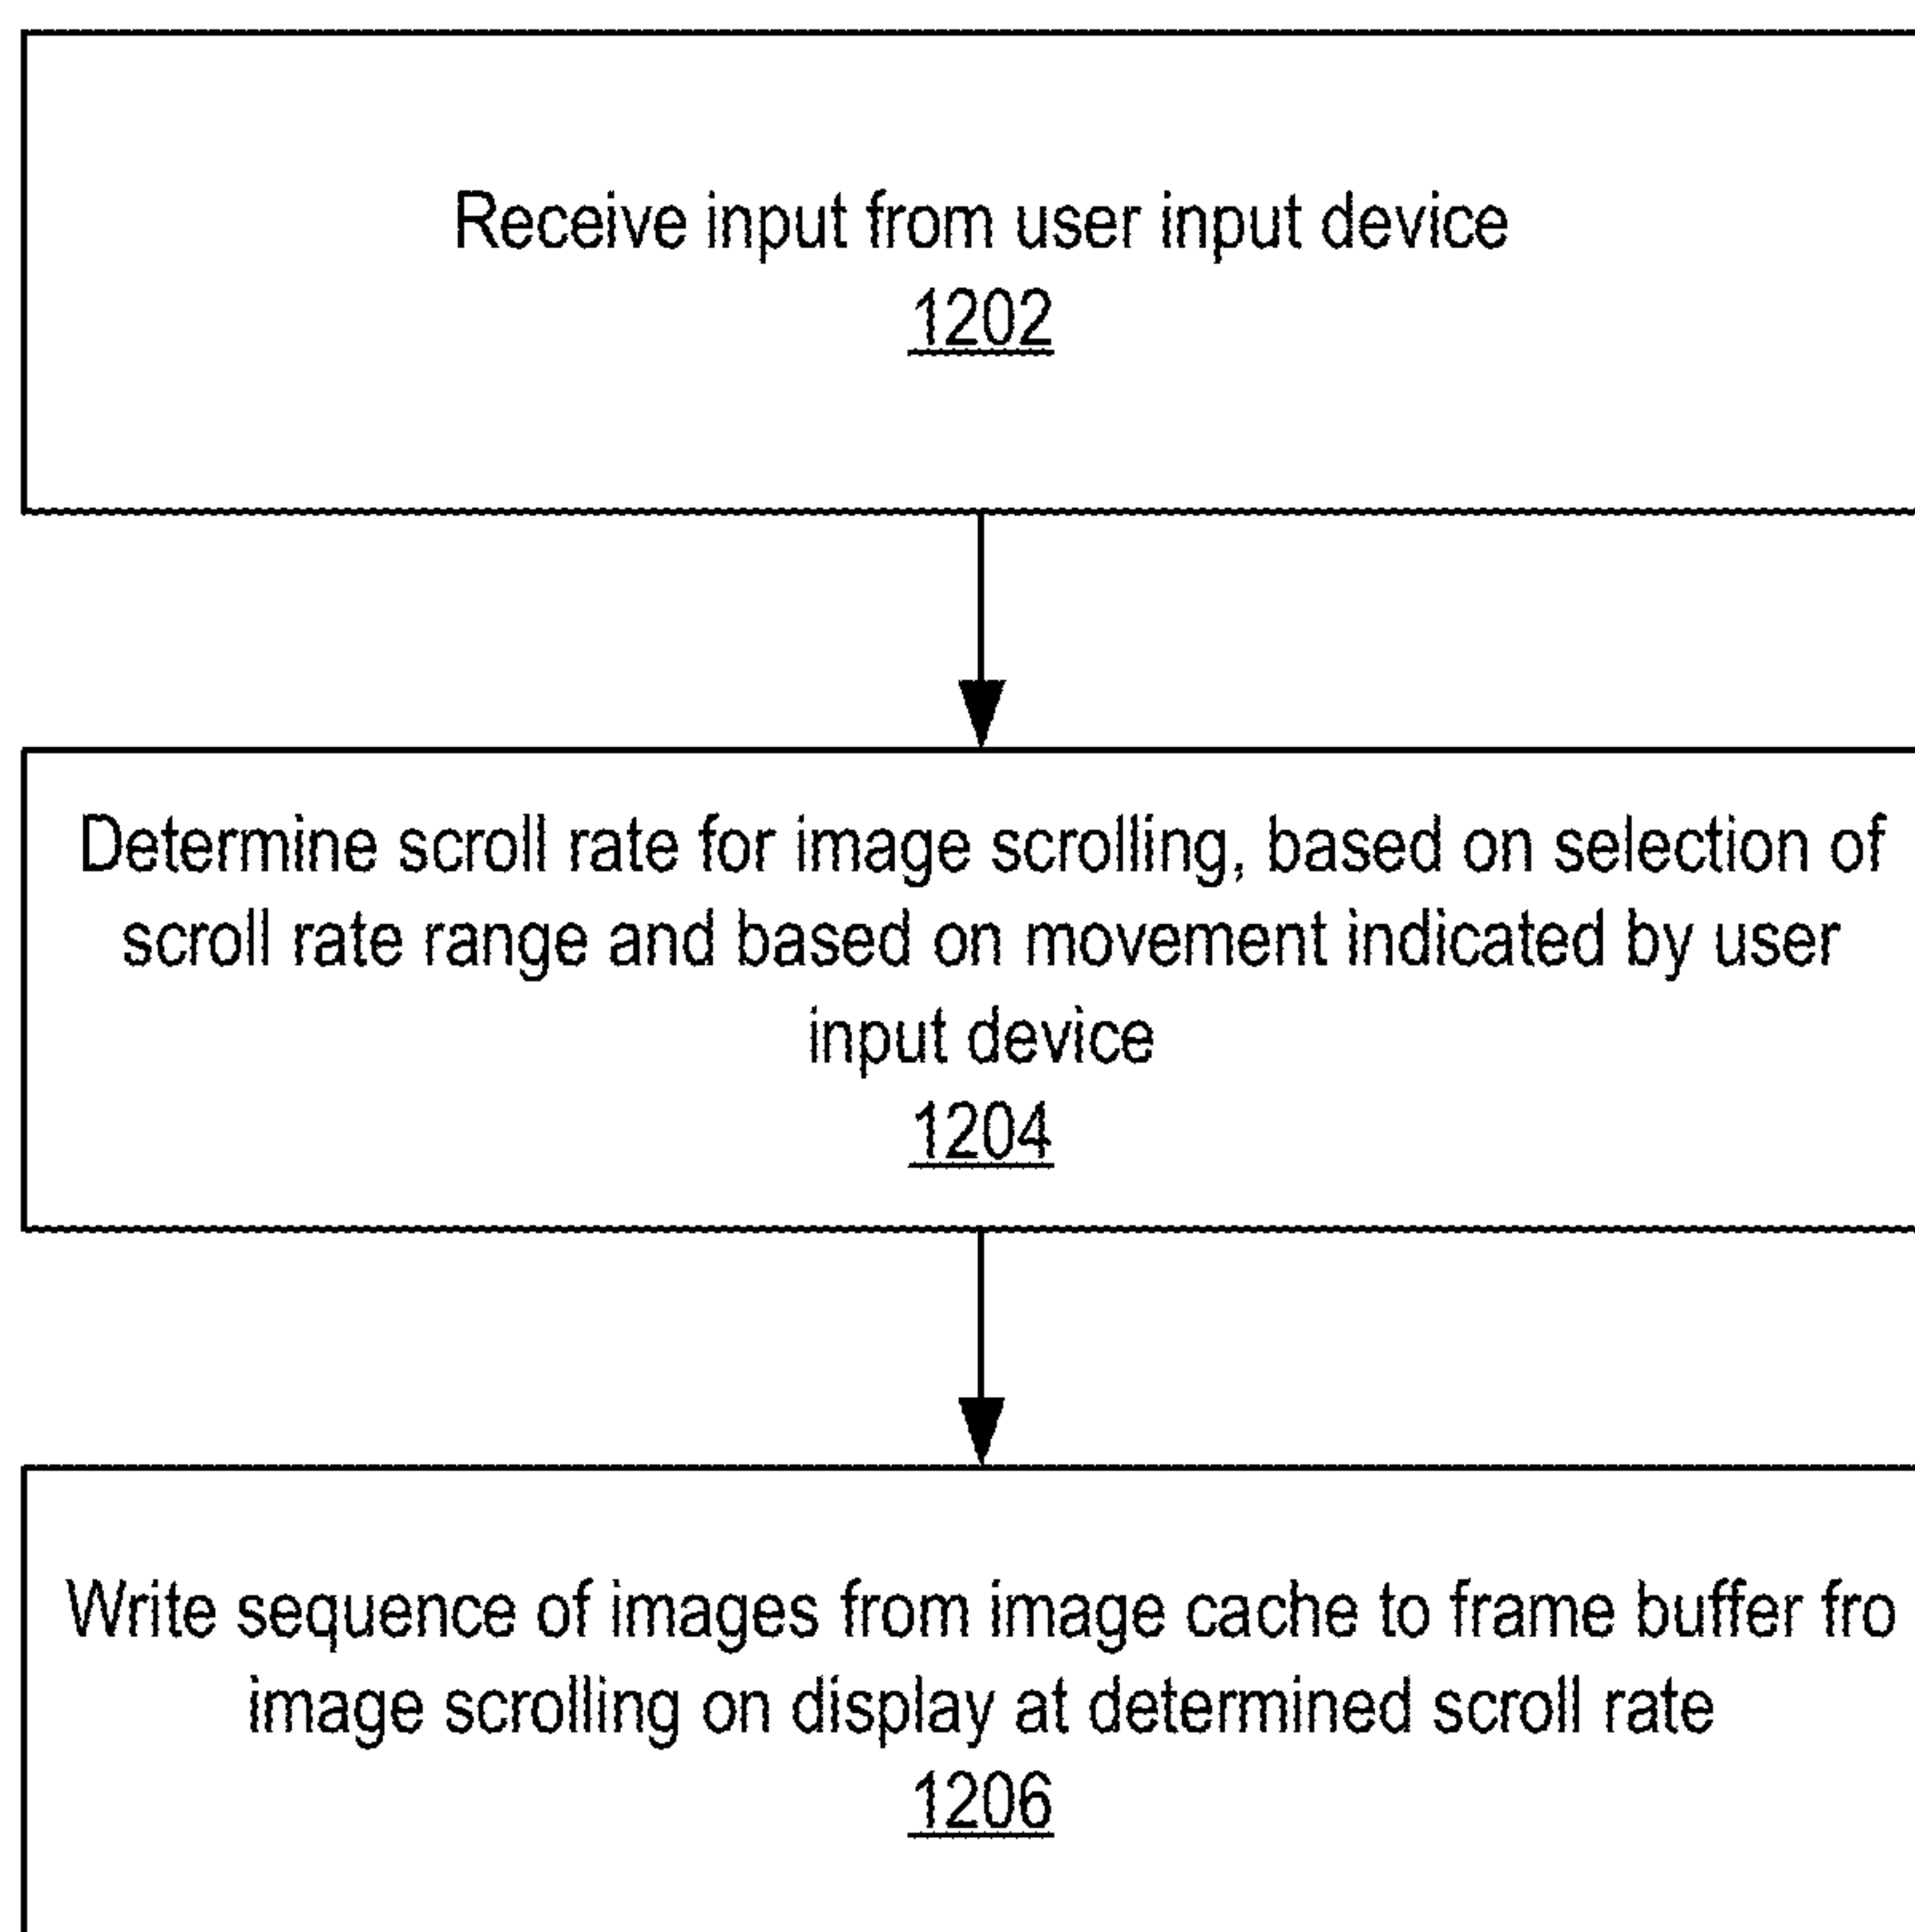 Receive input from user input device
1202
Determine scroll rate for image scrolling, based on selection of
scroll rate range and based on movement indicated by user
input device
1204
Write sequence of images from image cache to frame buffer fro
image scrolling on display at determined scroll rate
1206